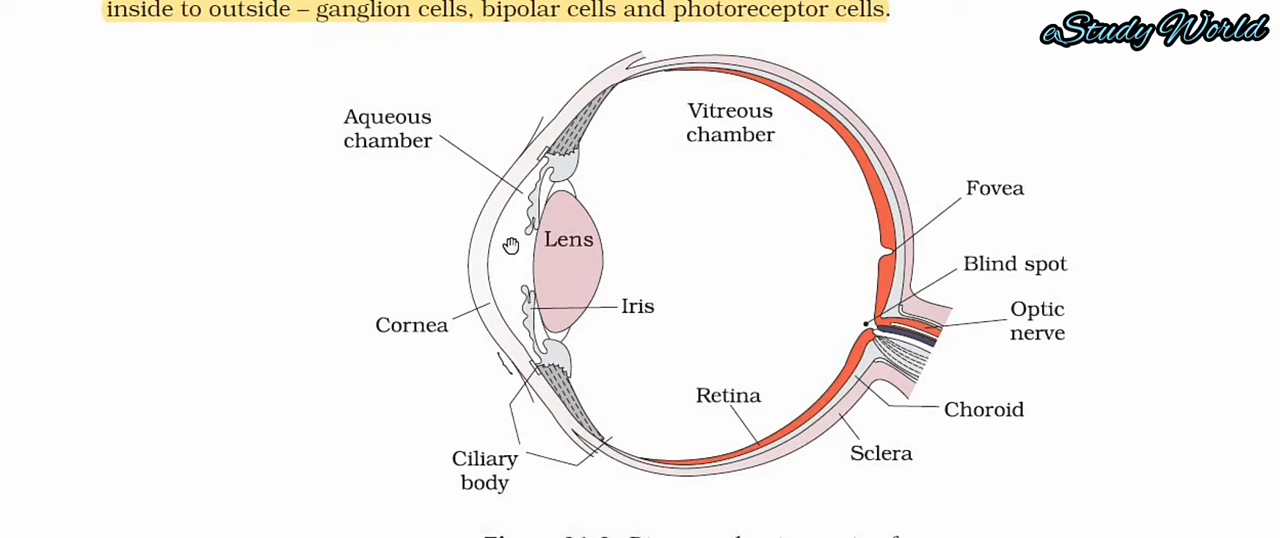 inside to outside – ganglion cells, bipolar cells and photoreceptor cells.
eStudy World
Aqueous
chamber
Vitreous
chamber
Fovea
Lens
Blind spot
Iris
Optic
nerve
Cornea
Retina
Choroid
Sclera
Ciliary
body